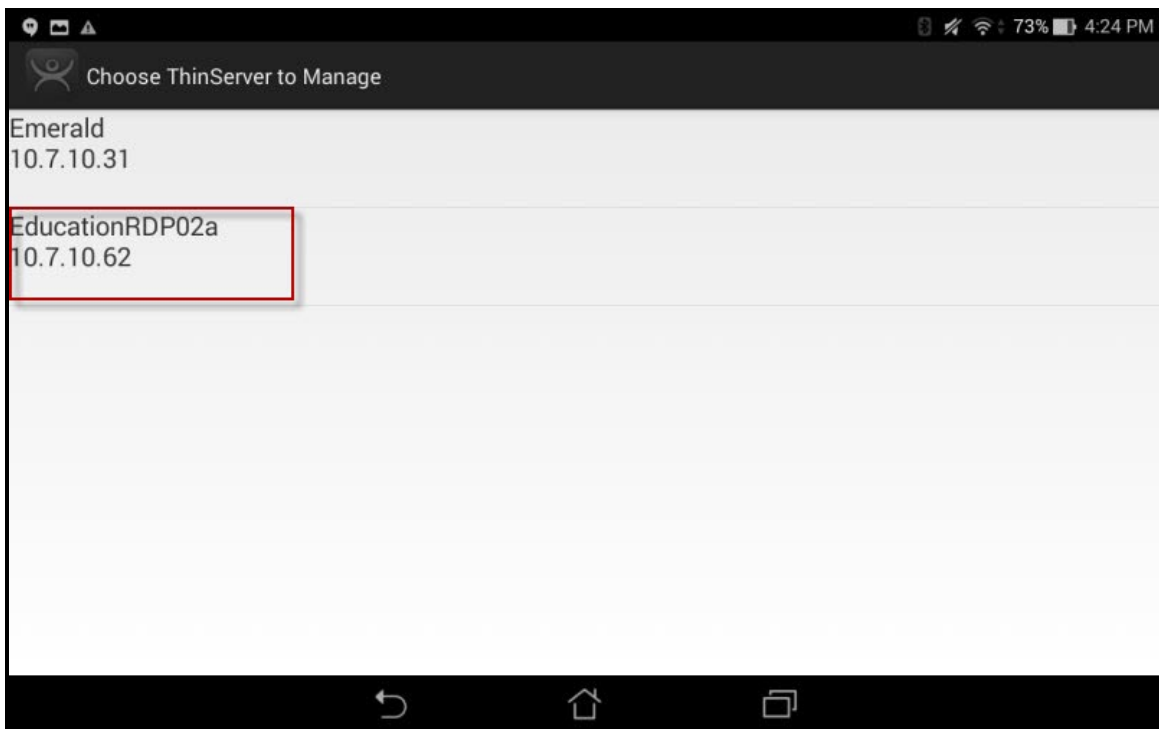 73% 4:24 PM
Choose ThinServer to Manage
Emerald
10.7.10.31
EducationRDP02a
10.7.10.62